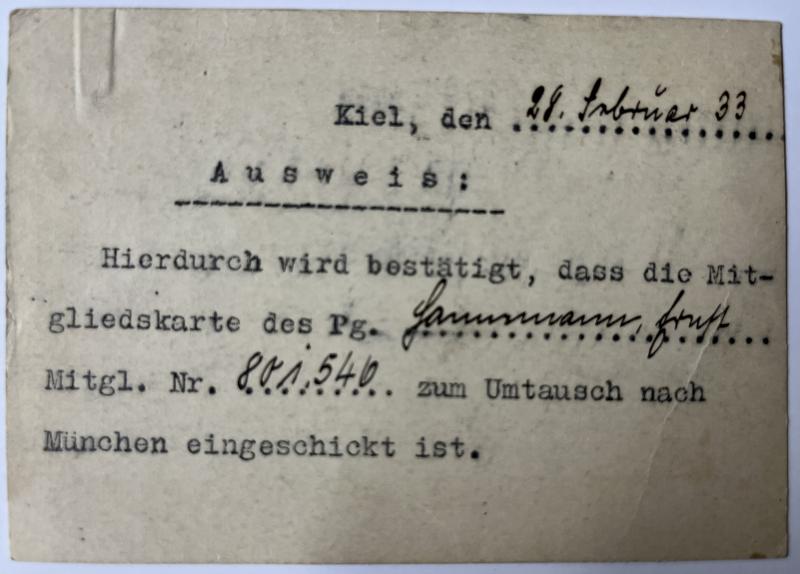 Kiel, den 28. Februar 33
Ausweis:
Hierdurch wird bestätigt, dass die Mit-
gliedskarte des Pg. Hammermann, Ernst
Mitgl. Nr. 801,540 zum Umtausch nach
München eingeschickt ist.